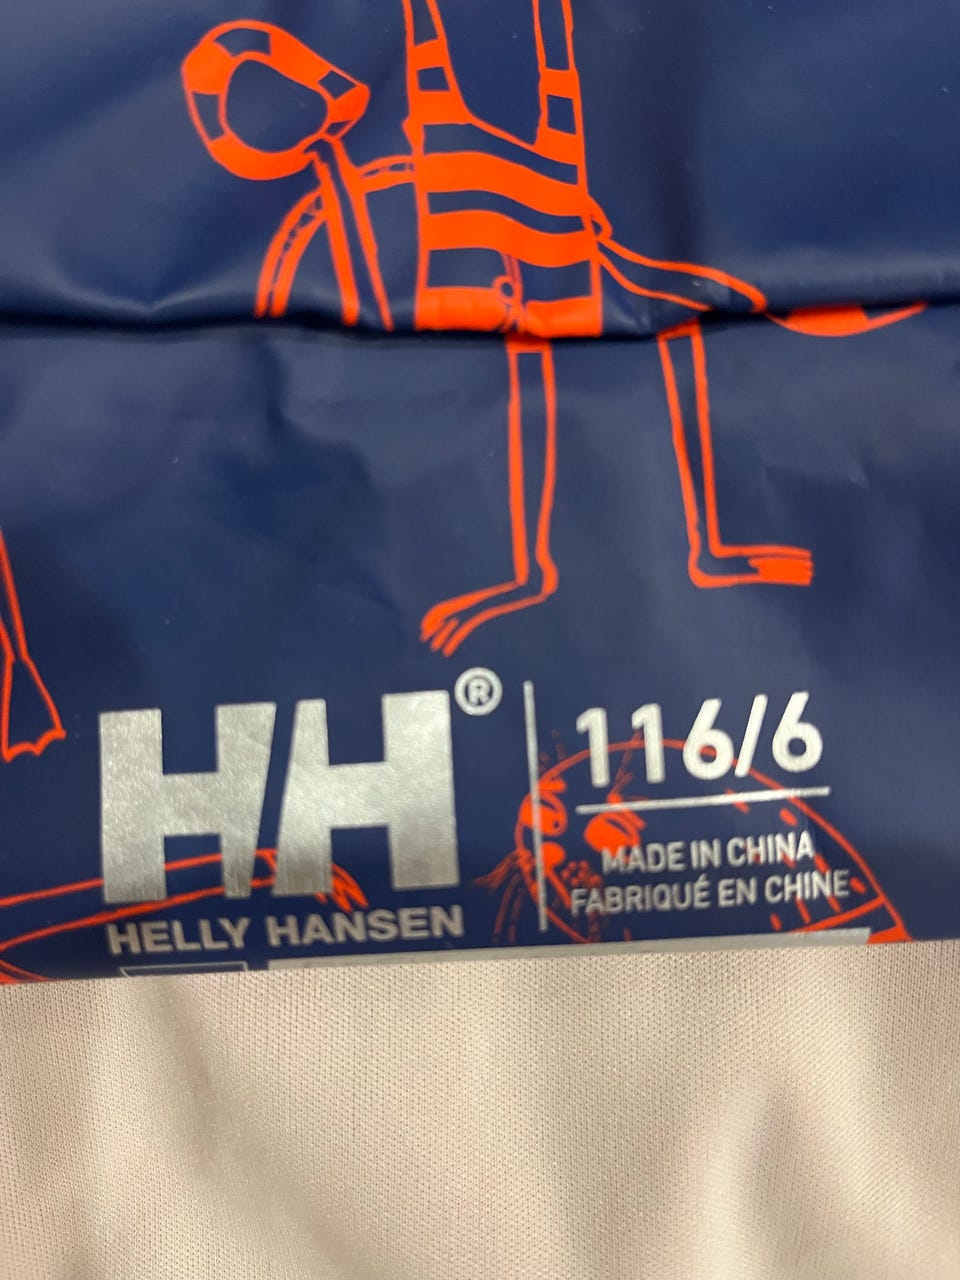 HH®
HELLY HANSEN
116/6
MADE IN CHINA
FABRIQUÉ EN CHINE